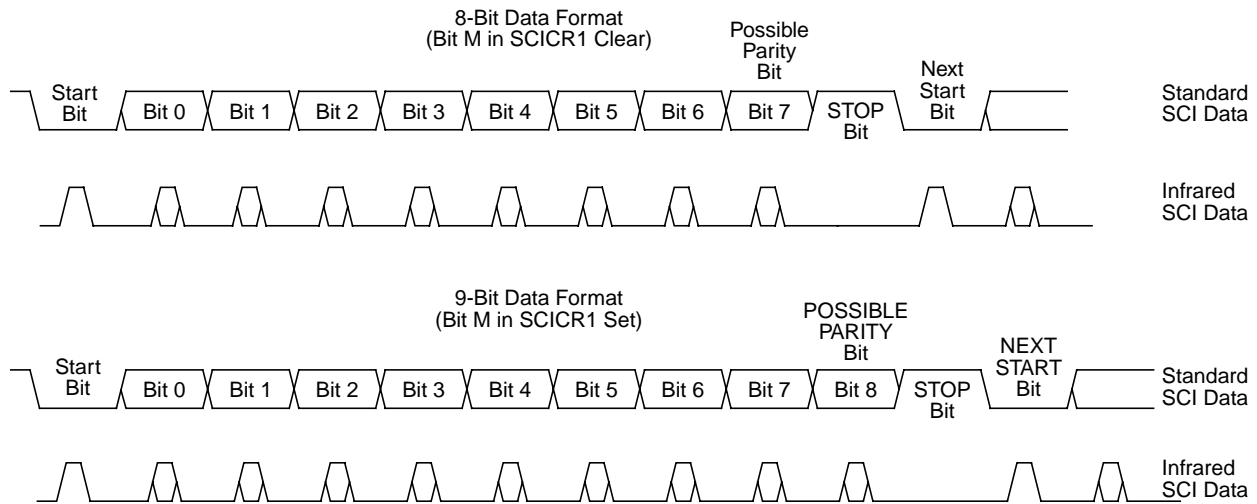 8-Bit Data Format
(Bit M in SCICR1 Clear)
Possible
Parity
Bit
Start
Bit
Bit 0
Bit 1
Bit 2
Bit 3
Bit 4
Bit 5
Bit 6
Bit 7
STOP
Bit
Next
Start
Bit
Standard
SCI Data
Infrared
SCI Data
9-Bit Data Format
(Bit M in SCICR1 Set)
POSSIBLE
PARITY
Bit
Start
Bit
Bit 0
Bit 1
Bit 2
Bit 3
Bit 4
Bit 5
Bit 6
Bit 7
Bit 8
STOP
Bit
NEXT
START
Bit
Standard
SCI Data
Infrared
SCI Data